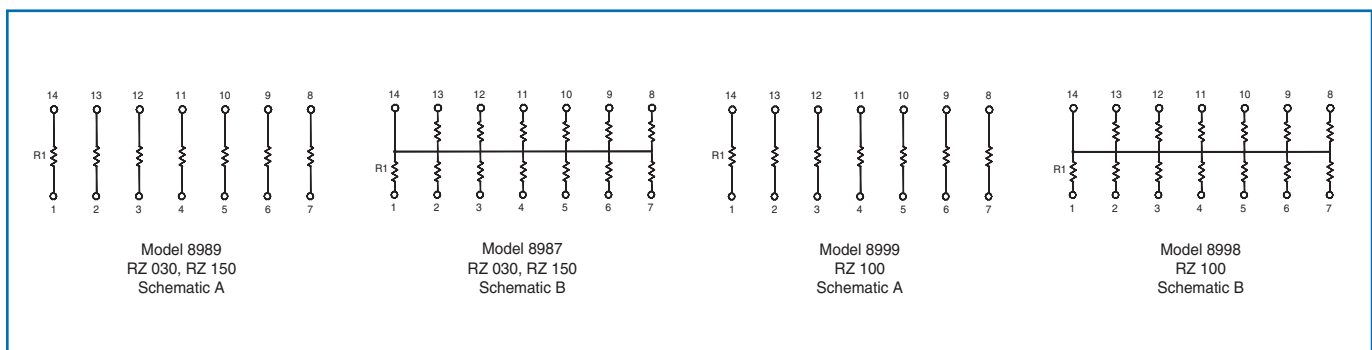 14 13 12 11 10 9 8
R1
1 2 3 4 5 6 7
Model 8989
RZ 030, RZ 150
Schematic A
14 13 12 11 10 9 8
R1
1 2 3 4 5 6 7
Model 8987
RZ 030, RZ 150
Schematic B
14 13 12 11 10 9 8
R1
1 2 3 4 5 6 7
Model 8999
RZ 100
Schematic A
14 13 12 11 10 9 8
R1
1 2 3 4 5 6 7
Model 8998
RZ 100
Schematic B